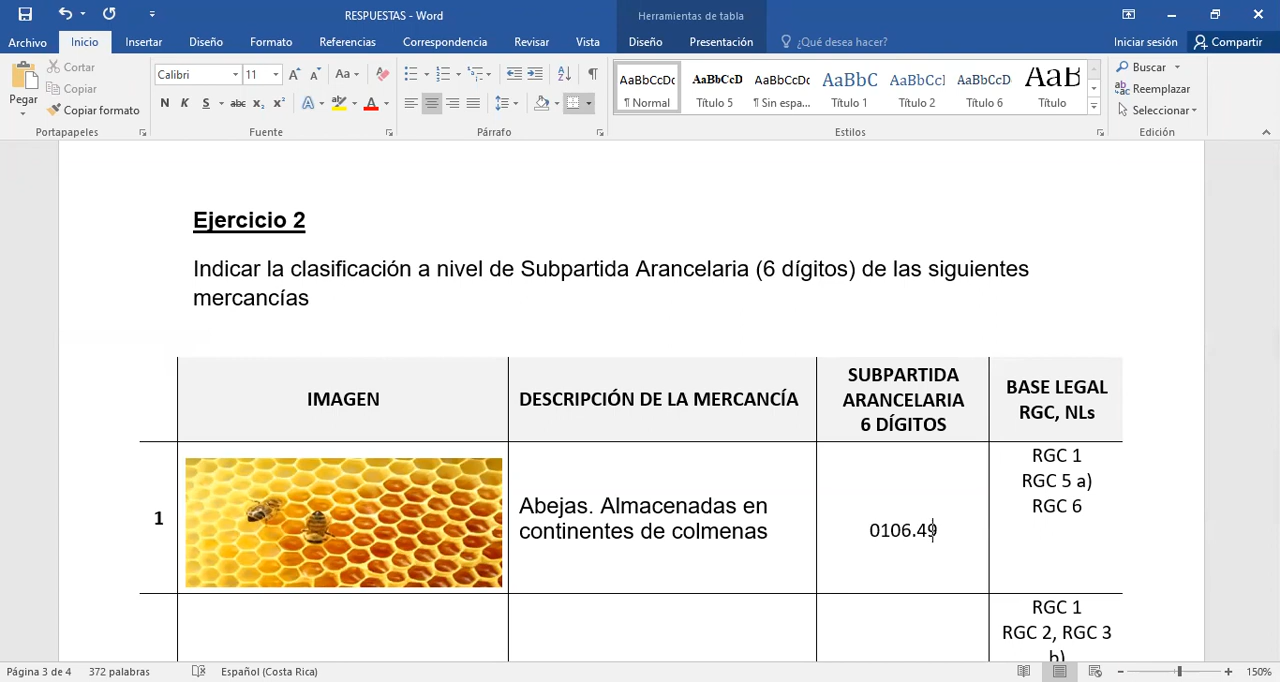 RESPUESTAS - Word
Herramientas de tabla
Archivo
Inicio
Insertar
Diseño
Formato
Referencias
Correspondencia
Revisar
Vista
Diseño
Presentación
¿Qué desea hacer?
Iniciar sesión
Compartir
Pegar
Cortar
Copiar
Copiar formato
Portapapeles
Calibri
11
Aa
N K S abc x₂ x²
A
Fuente
Párrafo
AaBbCcDc
¶ Normal
AaBbCcD
Título 5
AaBbCcDc
¶ Sin espa...
AaBbC
Título 1
AaBbCcI
Título 2
AaBbCcD
Título 6
AaB
Título
Estilos
Buscar
Reemplazar
Seleccionar
Edición
Ejercicio 2
Indicar la clasificación a nivel de Subpartida Arancelaria (6 dígitos) de las siguientes
mercancías
IMAGEN
DESCRIPCIÓN DE LA MERCANCÍA
SUBPARTIDA
ARANCELARIA
6 DÍGITOS
BASE LEGAL
RGC, NLs
1
Abejas. Almacenadas en
continentes de colmenas
0106.49
RGC 1
RGC 5 a)
RGC 6
RGC 1
RGC 2, RGC 3
b)
Página 3 de 4
372 palabras
Español (Costa Rica)
150%